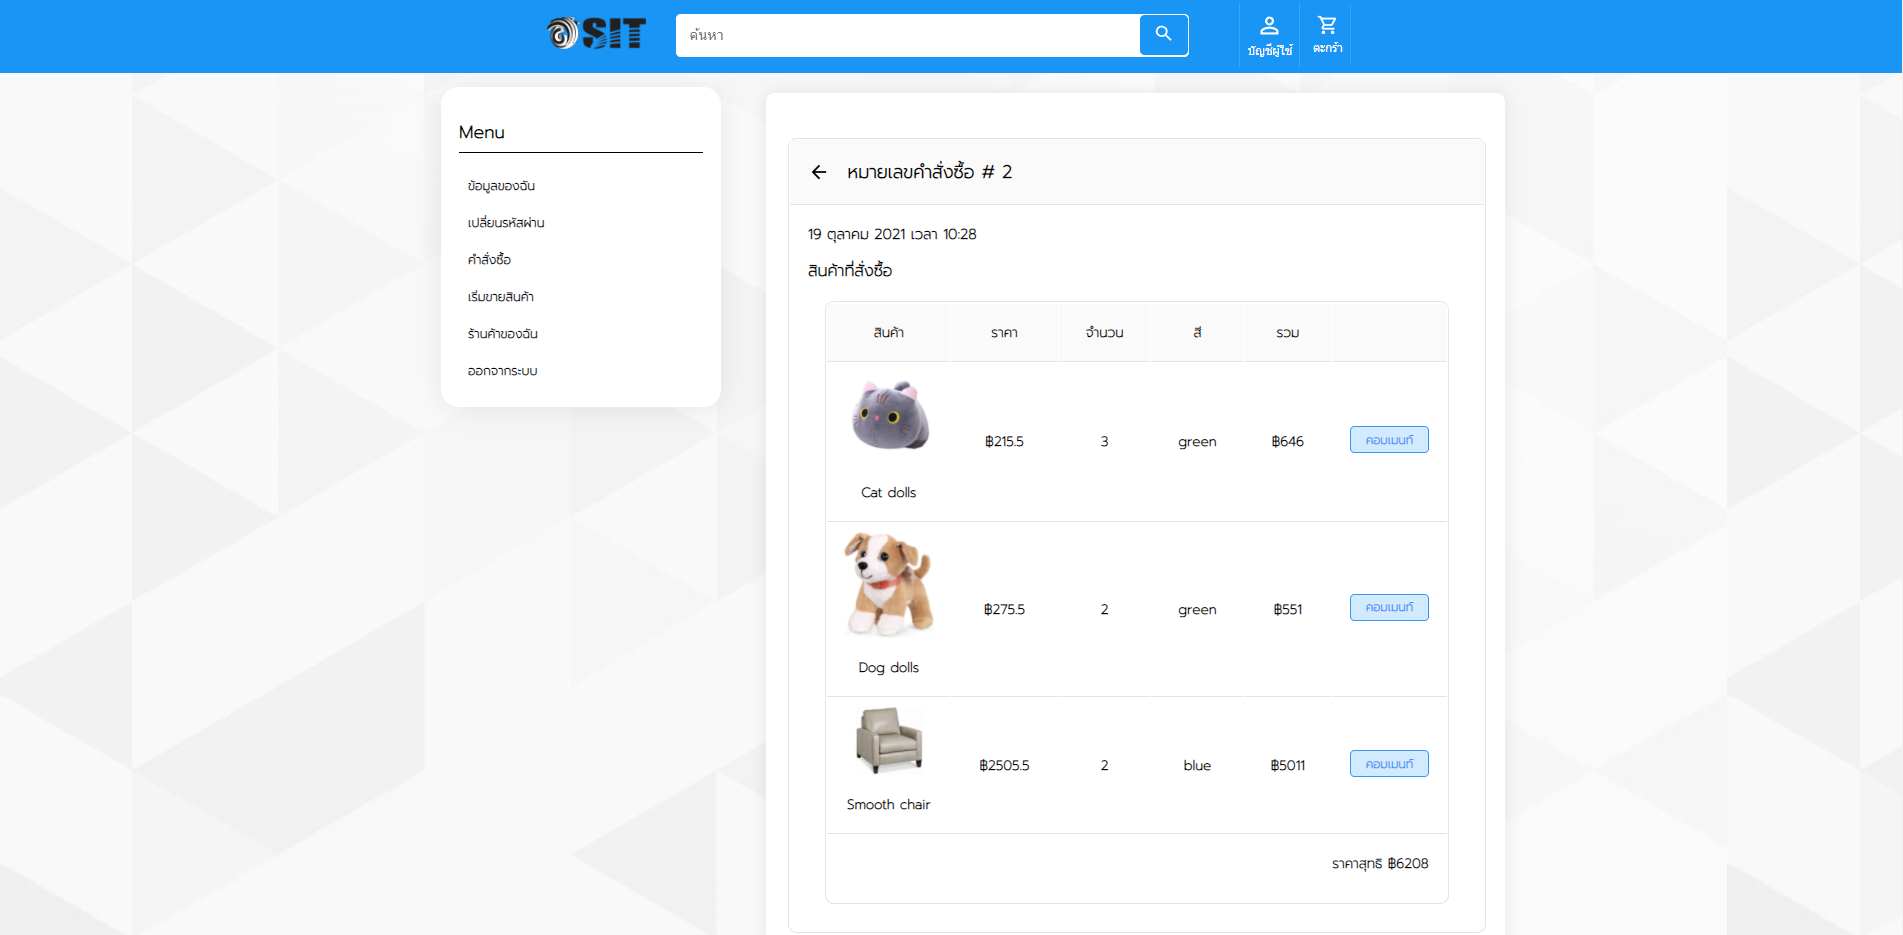 SIT
ค้นหา
บัญชีผู้ใช้
ตะกร้า
Menu
ข้อมูลของฉัน
เปลี่ยนรหัสผ่าน
คำสั่งซื้อ
เริ่มขายสินค้า
ร้านค้าของฉัน
ออกจากระบบ
หมายเลขคำสั่งซื้อ # 2
19 ตุลาคม 2021 เวลา 10:28
สินค้าที่สั่งซื้อ
สินค้า ราคา จำนวน สี รวม
฿215.5 3 green ฿646 คอมเมนท์
Cat dolls
฿275.5 2 green ฿551 คอมเมนท์
Dog dolls
฿2505.5 2 blue ฿5011 คอมเมนท์
Smooth chair
ราคาสุทธิ ฿6208